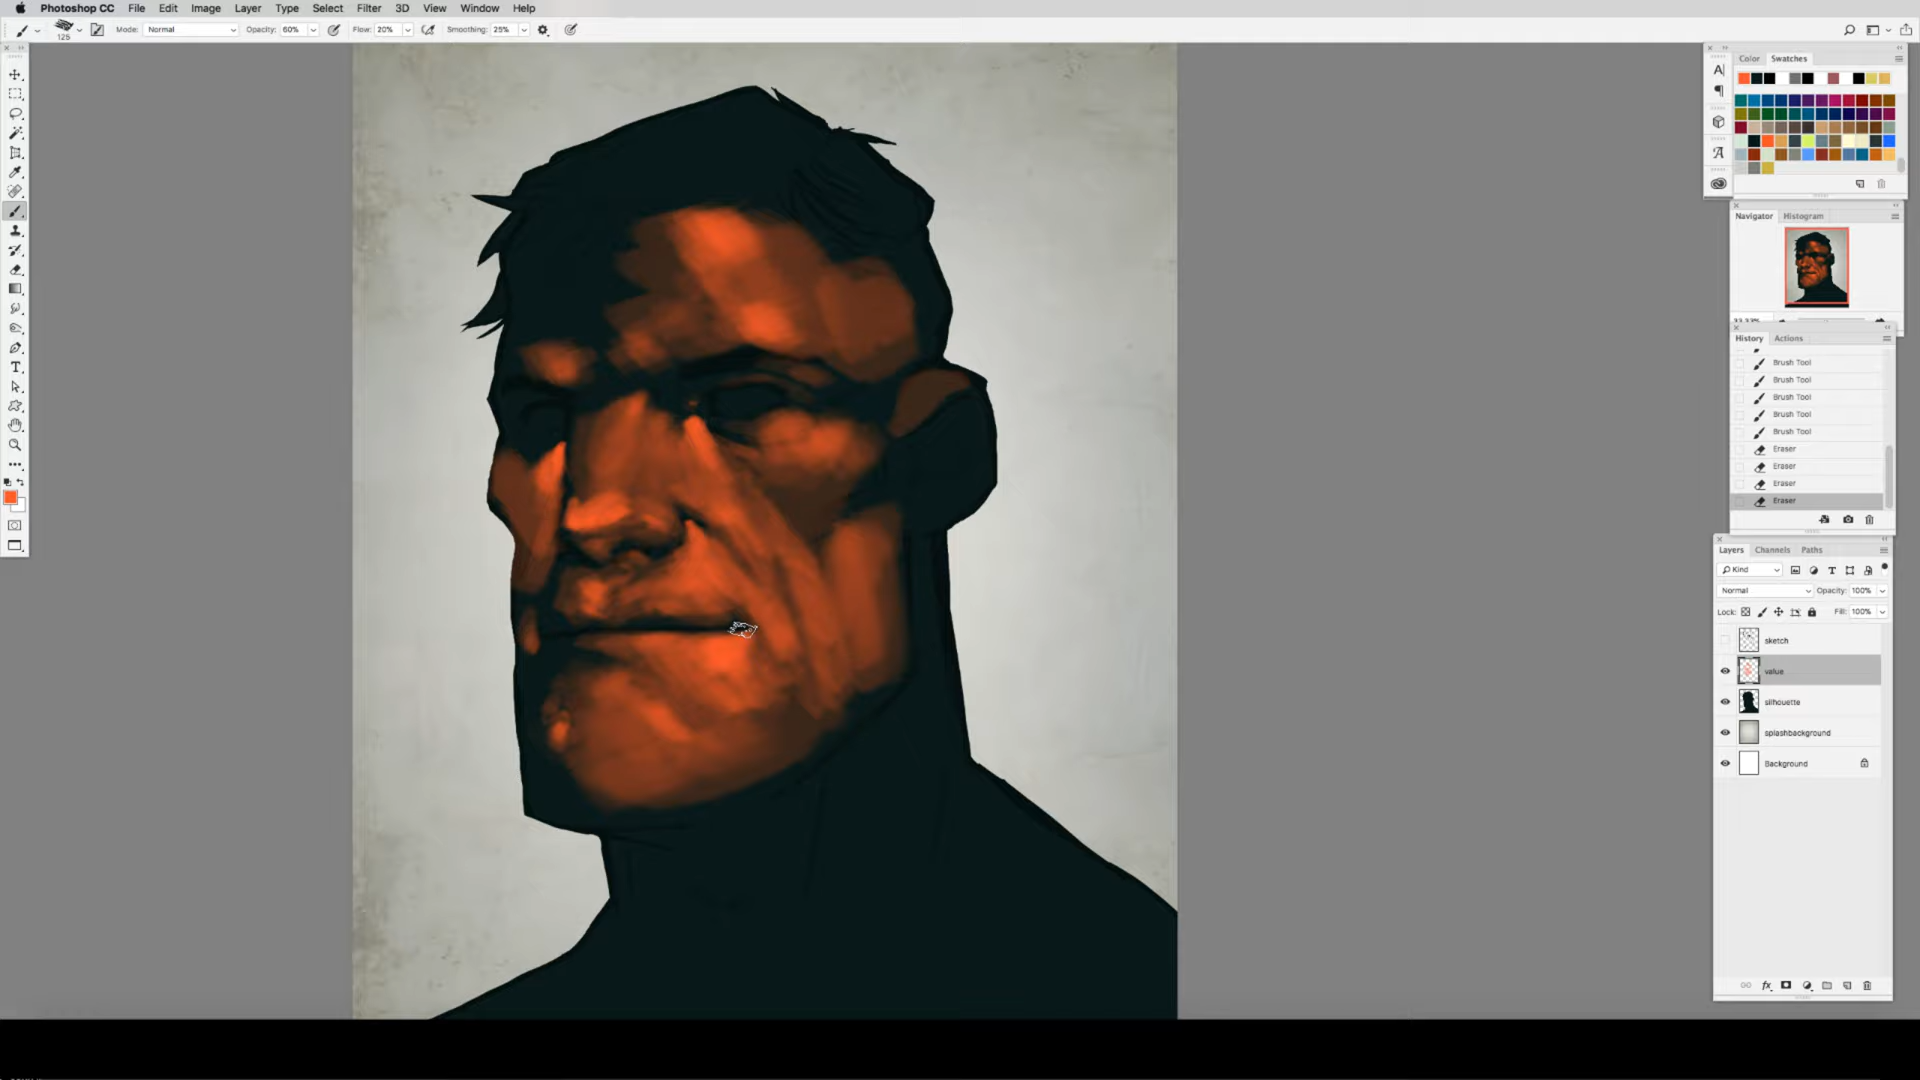 Photoshop CC File Edit Image Layer Type Select Filter 3D View Window Help
125 Mode: Normal Opacity: 60% Flow: 20% Smoothing: 25%
Color Swatches
Navigator Histogram
History Actions
Brush Tool
Brush Tool
Brush Tool
Brush Tool
Brush Tool
Eraser
Eraser
Eraser
Eraser
Layers Channels Paths
Kind
Normal Opacity: 100%
Lock: Fill: 100%
sketch
value
silhouette
splashbackground
Background